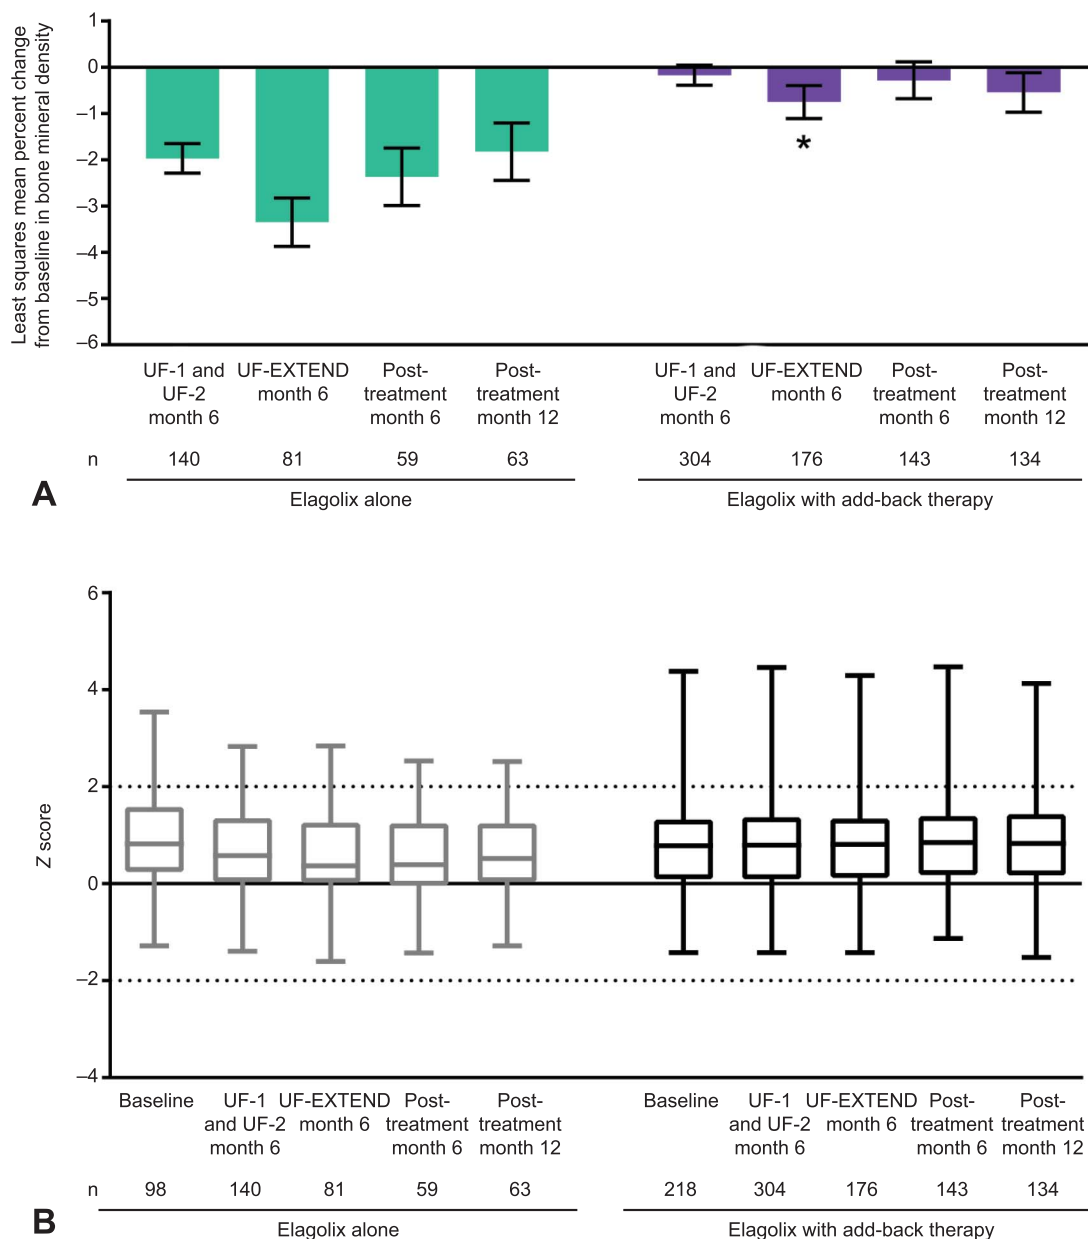 Least squares mean percent change
from baseline in bone mineral density
1
0
–1
–2
–3
–4
–5
–6
UF-1 and
UF-2
month 6
UF-EXTEND
month 6
Post-
treatment
month 6
Post-
treatment
month 12
UF-1 and
UF-2
month 6
UF-EXTEND
month 6
Post-
treatment
month 6
Post-
treatment
month 12
*
n 140 81 59 63 304 176 143 134
A
Elagolix alone
Elagolix with add-back therapy
Z score
6
4
2
0
–2
–4
Baseline
UF-1
and UF-2
month 6
UF-EXTEND
month 6
Post-
treatment
month 6
Post-
treatment
month 12
Baseline
UF-1
and UF-2
month 6
UF-EXTEND
month 6
Post-
treatment
month 6
Post-
treatment
month 12
n 98 140 81 59 63 218 304 176 143 134
B
Elagolix alone
Elagolix with add-back therapy